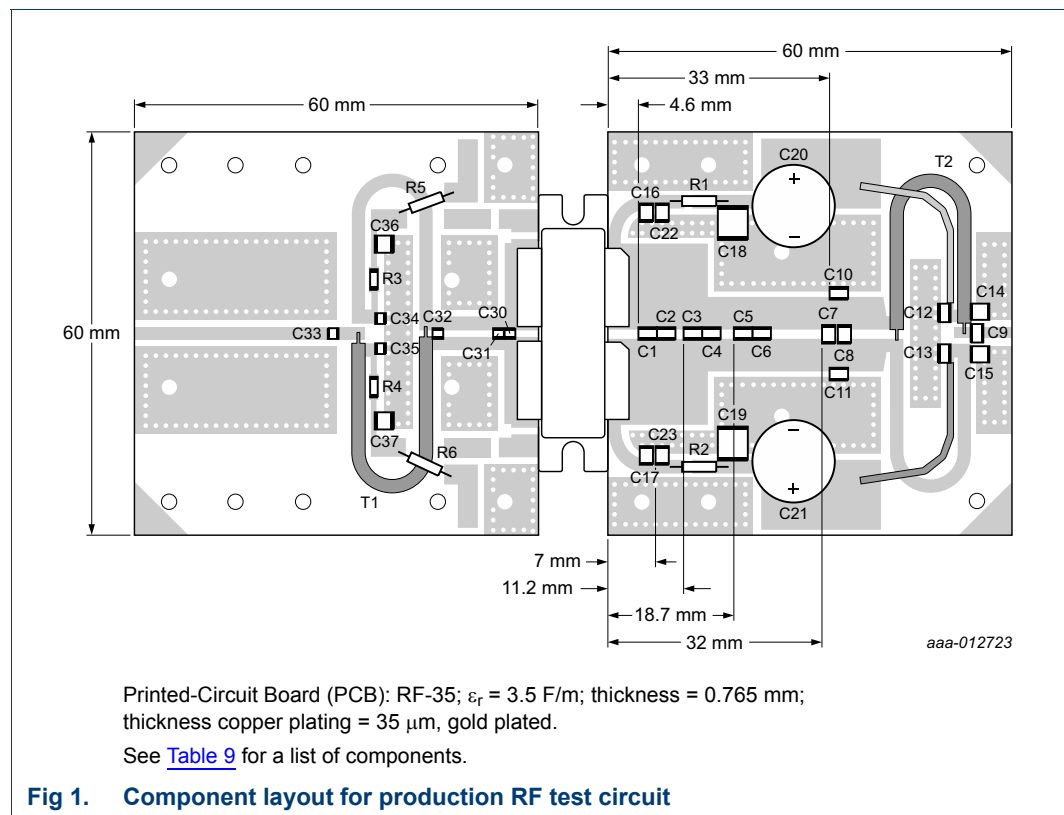 60 mm
33 mm
60 mm
4.6 mm
C20
T2
R5
C16
R1
+
C36
C22
–
C18
R3
C10
C14
60 mm
C34
C32
C30
C2
C3
C5
C7
C12
C33
C9
C35
C31
C1
C4
C6
C8
C13
C15
R4
C11
C37
C19
C23
–
R6
R2
C17
T1
+
C21
7 mm
11.2 mm
18.7 mm
32 mm
aaa-012723
Printed-Circuit Board (PCB): RF-35; εr = 3.5 F/m; thickness = 0.765 mm;
thickness copper plating = 35 μm, gold plated.
See Table 9 for a list of components.
Fig 1. Component layout for production RF test circuit